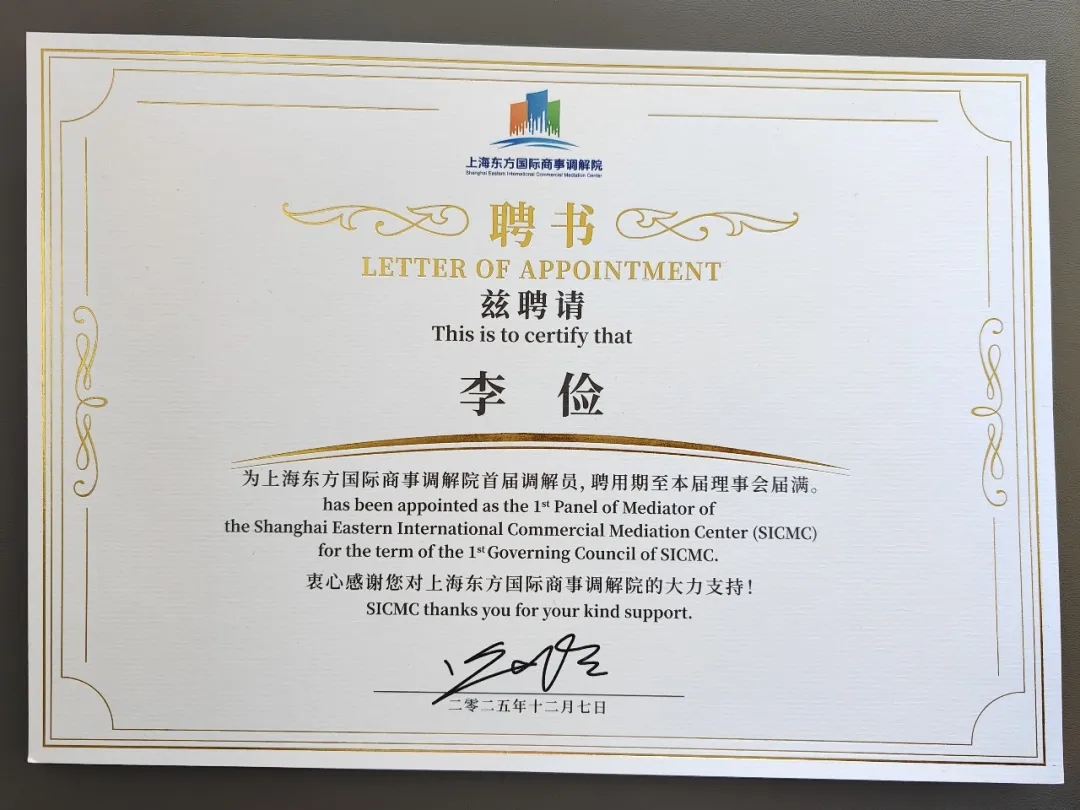 上海东方国际商事调解院
Shanghai Eastern International Commercial Mediation Center
聘书
LETTER OF APPOINTMENT
兹聘请
This is to certify that
李 俭
为上海东方国际商事调解院首届调解员，聘用期至本届理事会届满。
has been appointed as the 1st Panel of Mediator of
the Shanghai Eastern International Commercial Mediation Center (SICMC)
for the term of the 1st Governing Council of SICMC.
衷心感谢您对上海东方国际商事调解院的大力支持！
SICMC thanks you for your kind support.
二零二五年十二月七日